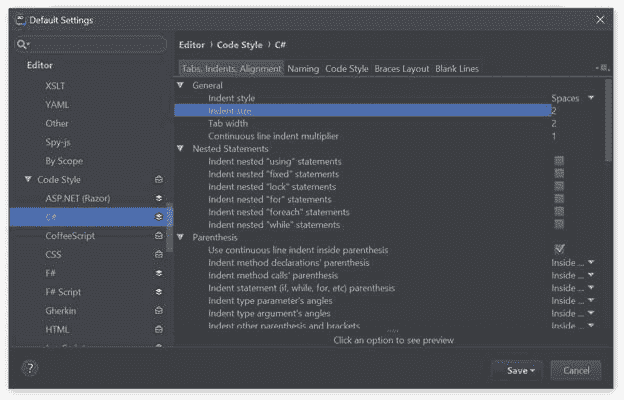 Default Settings
Editor
XSLT
YAML
Other
Spy-js
By Scope
Code Style
ASP.NET (Razor)
C#
CoffeeScript
CSS
F#
F# Script
Gherkin
HTML
Editor › Code Style › C#
Tabs, Indents, Alignment Naming Code Style Braces Layout Blank Lines
General
Indent style Spaces
Indent size 2
Tab width 2
Continuous line indent multiplier 1
Nested Statements
Indent nested "using" statements
Indent nested "fixed" statements
Indent nested "lock" statements
Indent nested "for" statements
Indent nested "foreach" statements
Indent nested "while" statements
Parenthesis
Use continuous line indent inside parenthesis
Indent method declarations' parenthesis Inside ...
Indent method calls' parenthesis Inside ...
Indent statement (if, while, for, etc) parenthesis Inside ...
Indent type parameter's angles Inside ...
Indent type argument's angles Inside ...
Indent other parenthesis and brackets Inside ...
Click an option to see preview
? Save Cancel